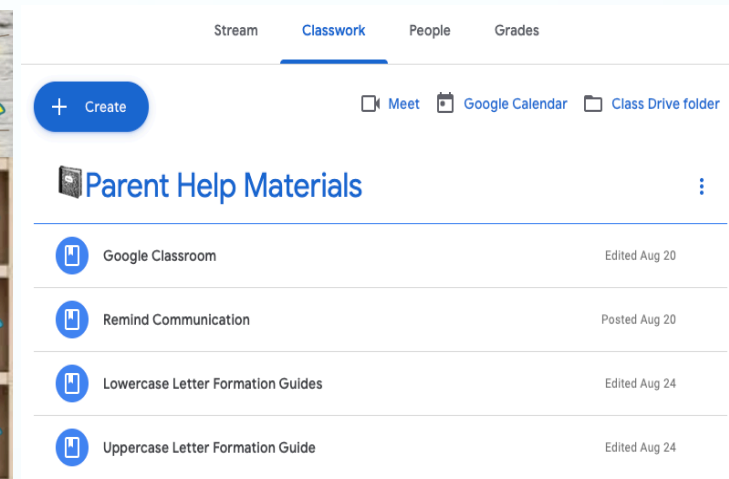 Stream Classwork People Grades
+ Create Meet Google Calendar Class Drive folder
Parent Help Materials
Google Classroom Edited Aug 20
Remind Communication Posted Aug 20
Lowercase Letter Formation Guides Edited Aug 24
Uppercase Letter Formation Guide Edited Aug 24